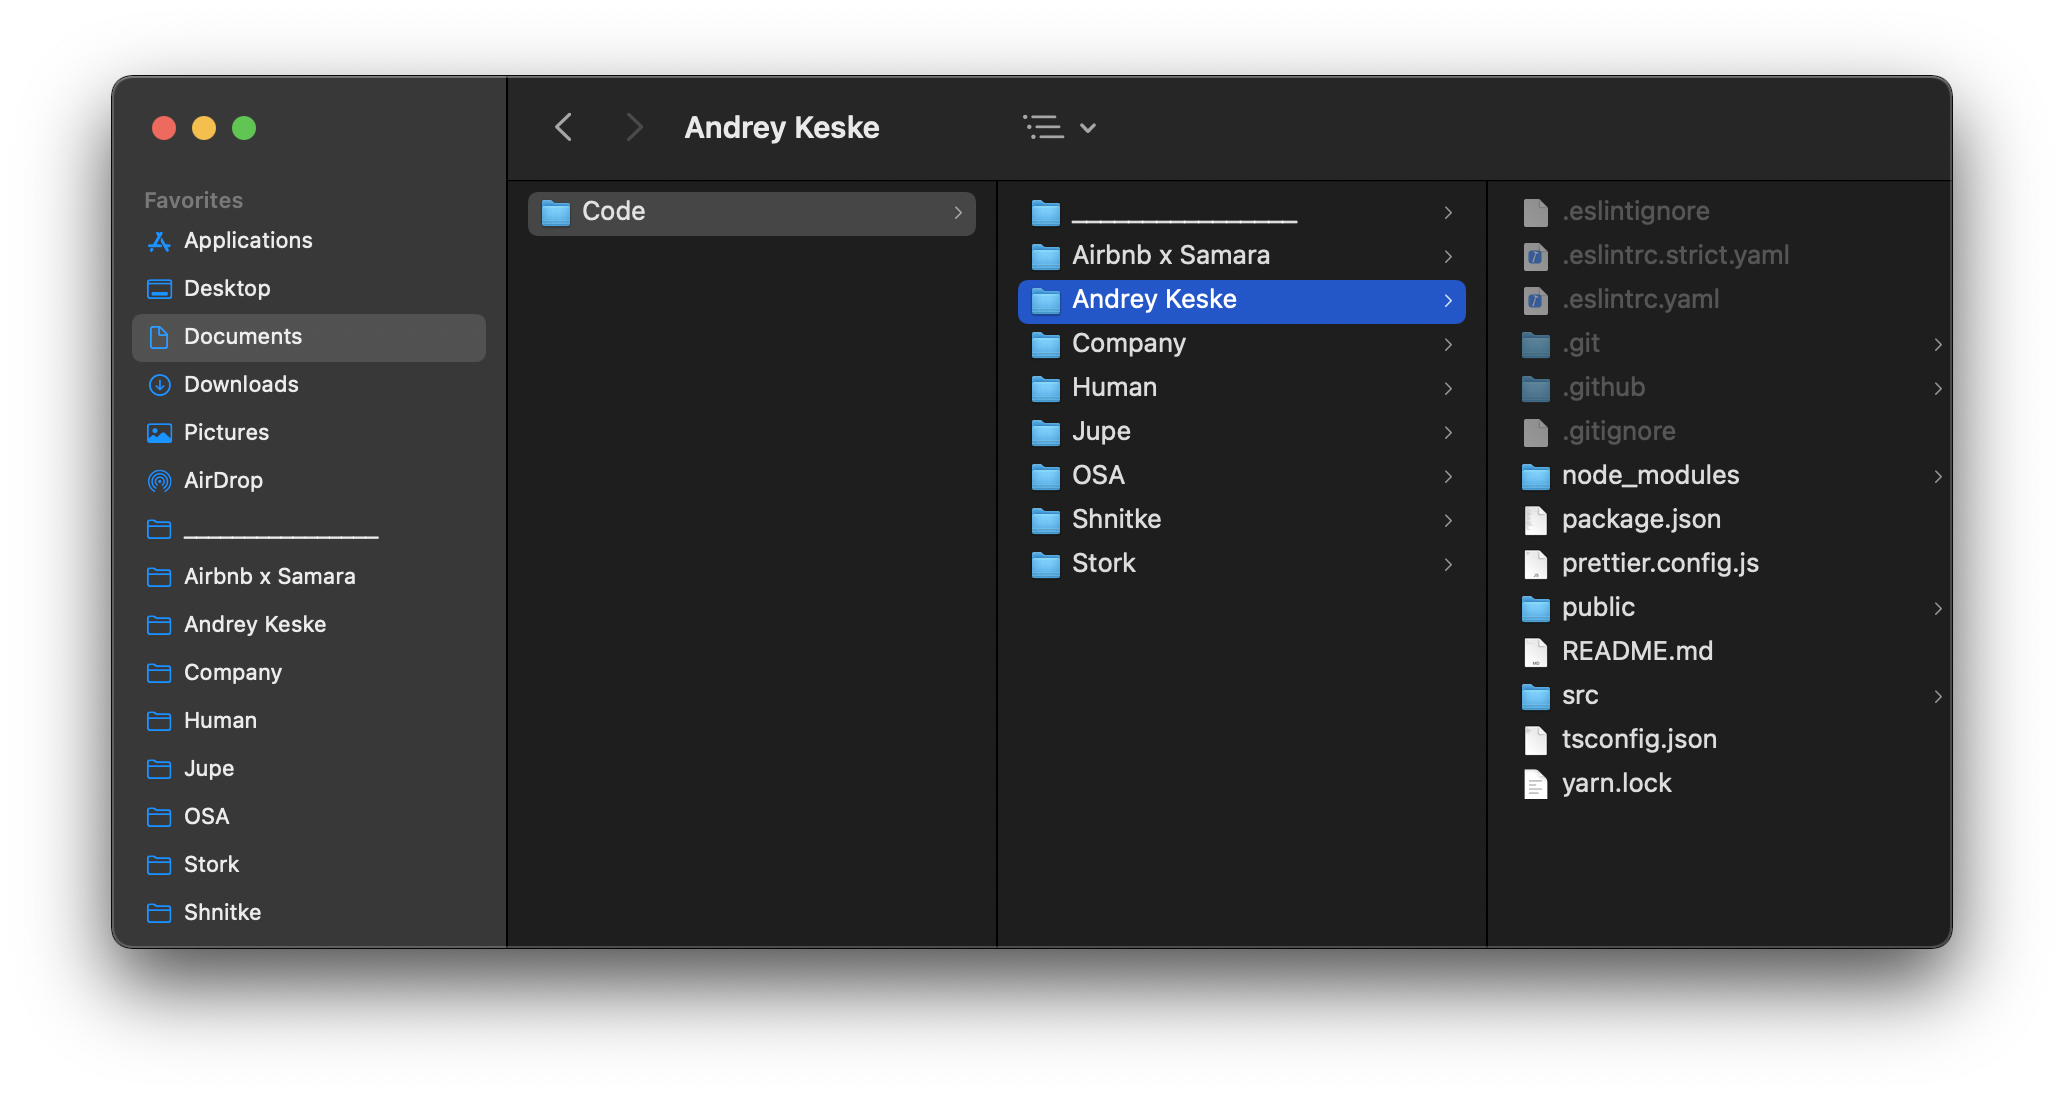 Andrey Keske
Favorites
Applications
Desktop
Documents
Downloads
Pictures
AirDrop
________________
Airbnb x Samara
Andrey Keske
Company
Human
Jupe
OSA
Stork
Shnitke
Code
________________
Airbnb x Samara
Andrey Keske
Company
Human
Jupe
OSA
Shnitke
Stork
.eslintignore
.eslintrc.strict.yaml
.eslintrc.yaml
.git
.github
.gitignore
node_modules
package.json
prettier.config.js
public
README.md
src
tsconfig.json
yarn.lock